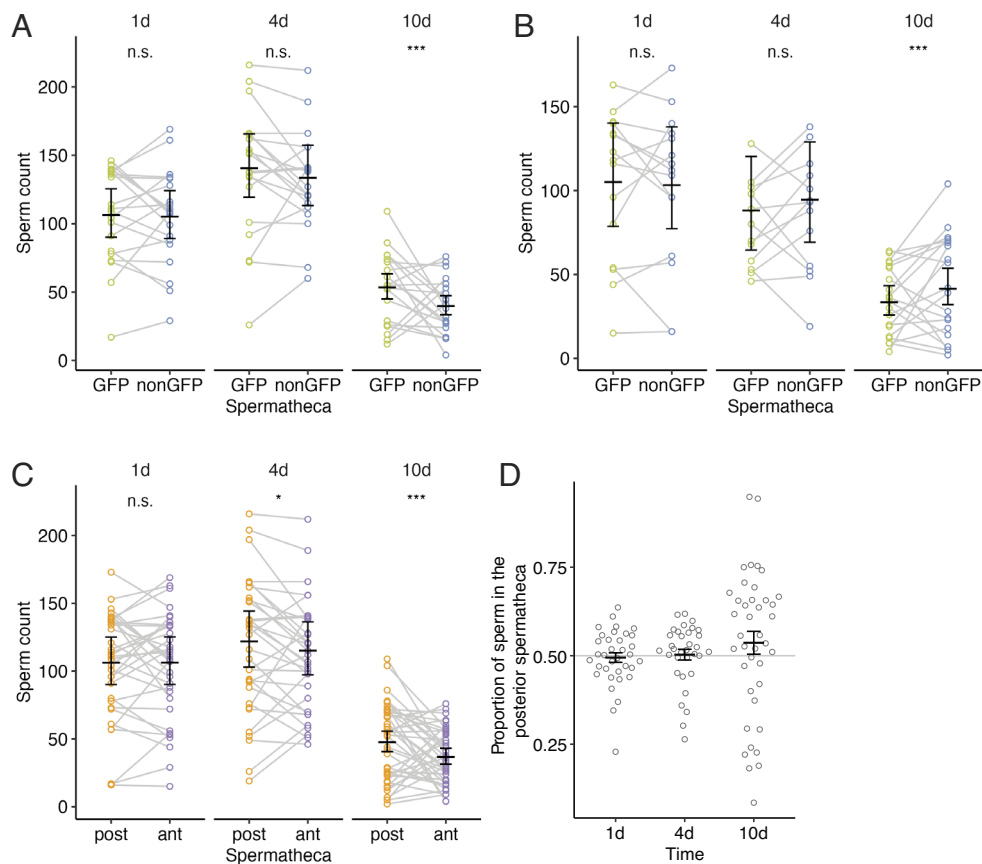 A
1d
4d
10d
n.s.
n.s.
***
Sperm count
200
150
100
50
0
GFP nonGFP
GFP nonGFP
GFP nonGFP
Spermatheca
B
1d
4d
10d
n.s.
n.s.
***
Sperm count
150
100
50
0
GFP nonGFP
GFP nonGFP
GFP nonGFP
Spermatheca
C
1d
4d
10d
n.s.
*
***
Sperm count
200
150
100
50
0
post ant
post ant
post ant
Spermatheca
D
Proportion of sperm in the
posterior spermatheca
0.75
0.50
0.25
1d
4d
10d
Time